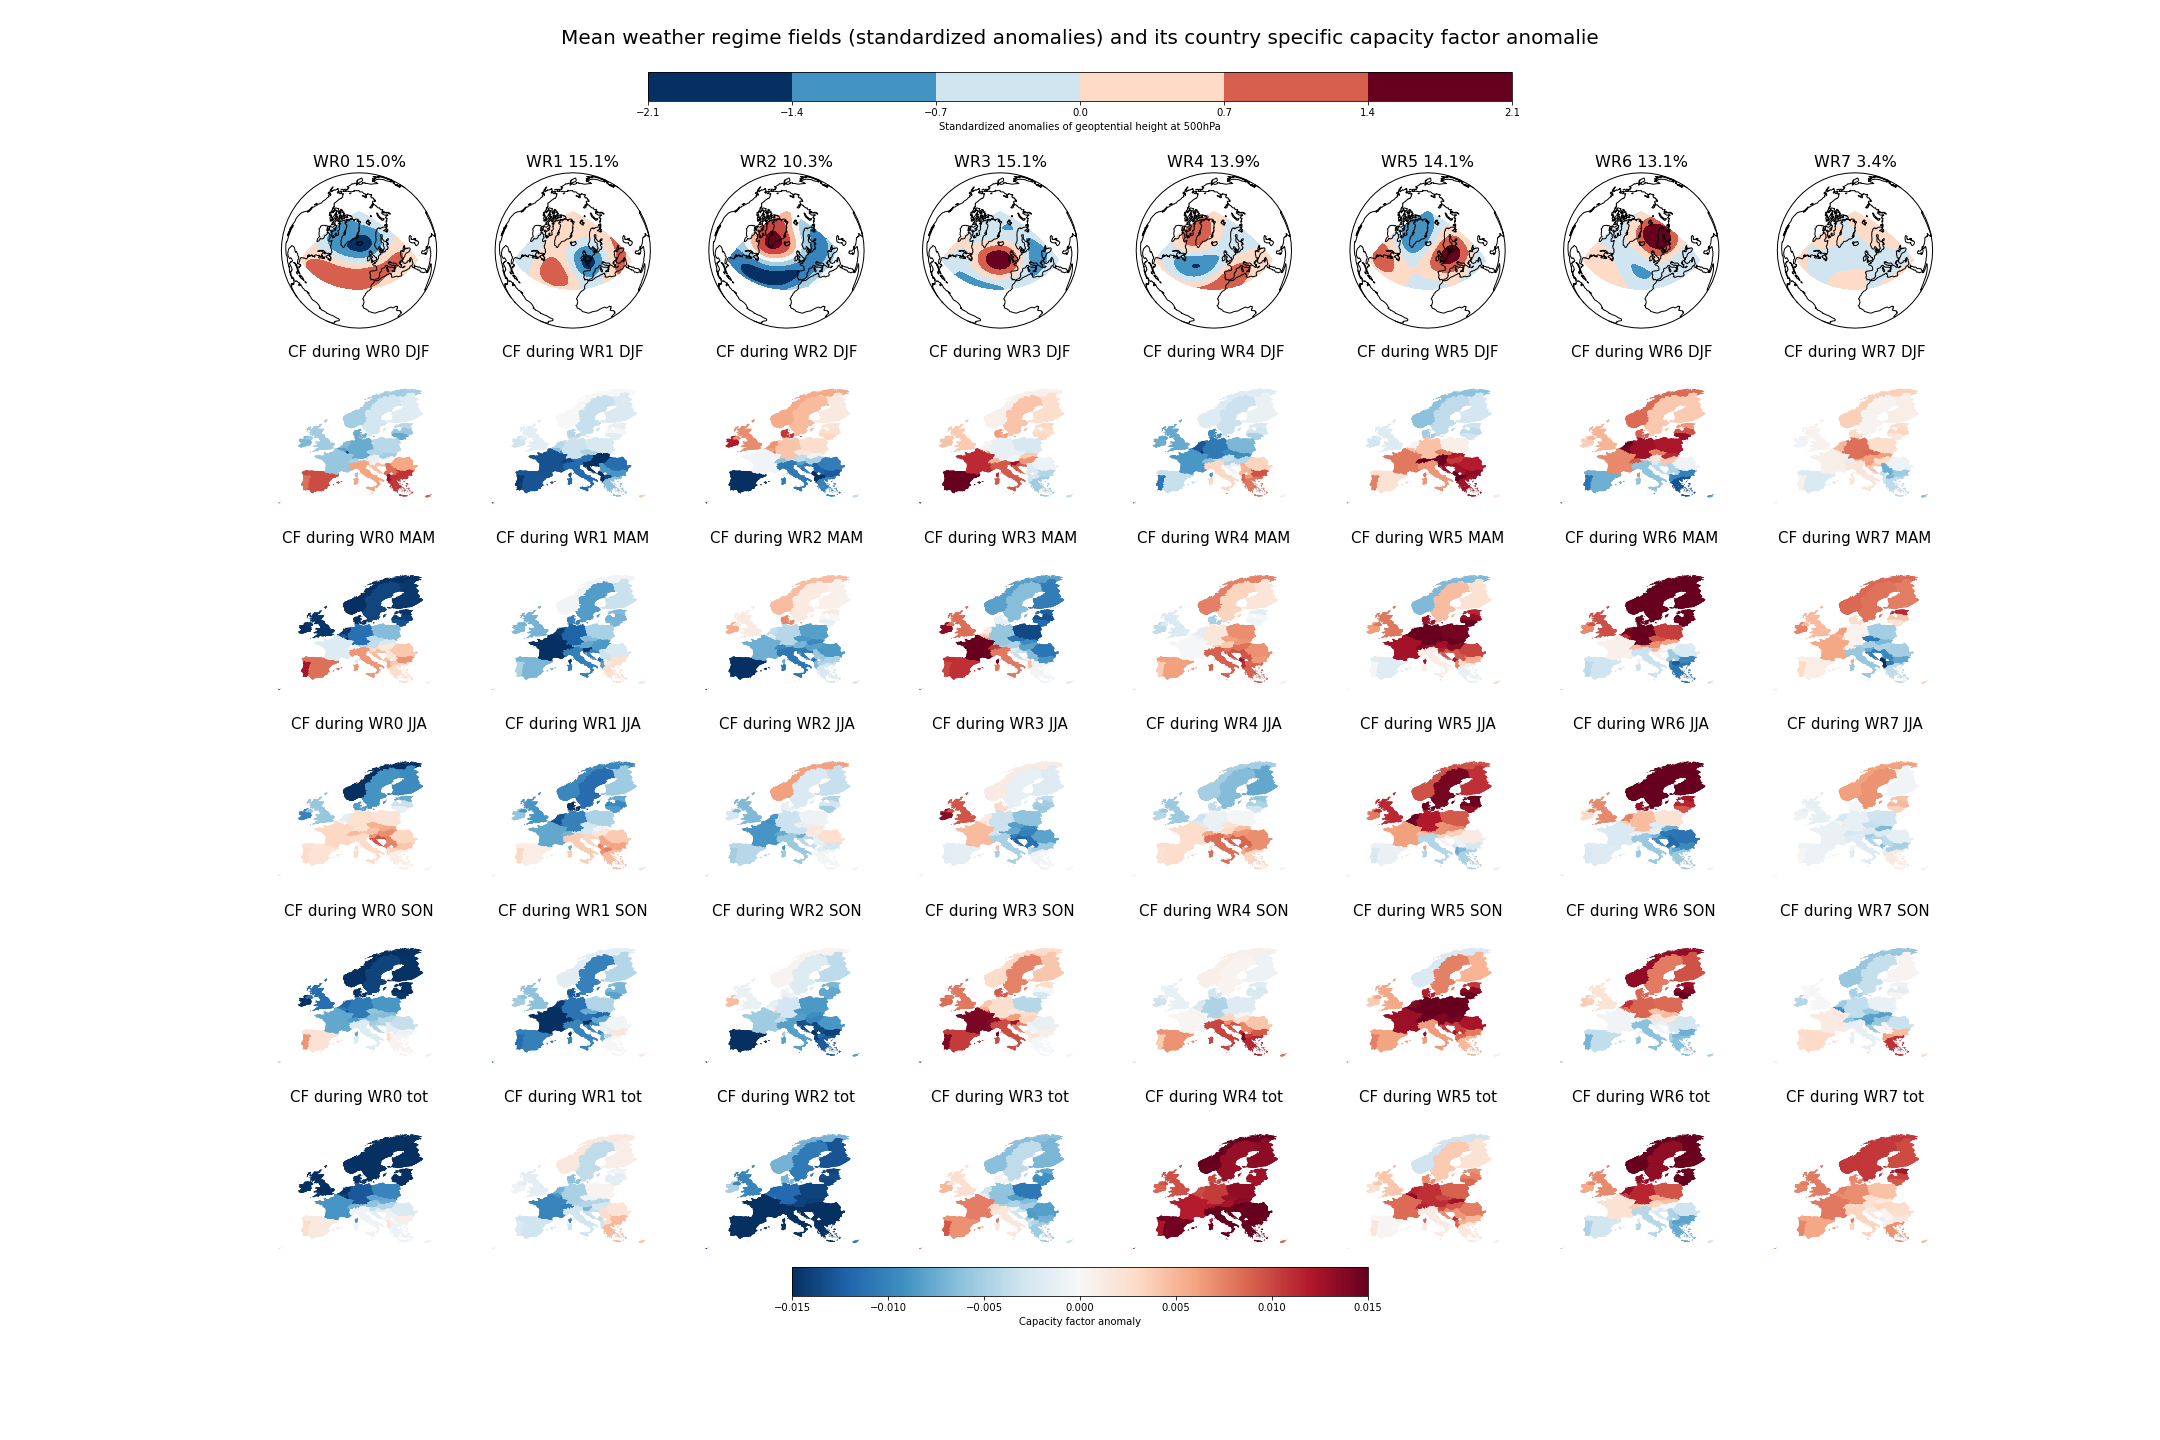 Mean weather regime fields (standardized anomalies) and its country specific capacity factor anomalie
−2.1 −1.4 −0.7 0.0 0.7 1.4 2.1
Standardized anomalies of geoptential height at 500hPa
WR0 15.0% WR1 15.1% WR2 10.3% WR3 15.1% WR4 13.9% WR5 14.1% WR6 13.1% WR7 3.4%
CF during WR0 DJF CF during WR1 DJF CF during WR2 DJF CF during WR3 DJF CF during WR4 DJF CF during WR5 DJF CF during WR6 DJF CF during WR7 DJF
CF during WR0 MAM CF during WR1 MAM CF during WR2 MAM CF during WR3 MAM CF during WR4 MAM CF during WR5 MAM CF during WR6 MAM CF during WR7 MAM
CF during WR0 JJA CF during WR1 JJA CF during WR2 JJA CF during WR3 JJA CF during WR4 JJA CF during WR5 JJA CF during WR6 JJA CF during WR7 JJA
CF during WR0 SON CF during WR1 SON CF during WR2 SON CF during WR3 SON CF during WR4 SON CF during WR5 SON CF during WR6 SON CF during WR7 SON
CF during WR0 tot CF during WR1 tot CF during WR2 tot CF during WR3 tot CF during WR4 tot CF during WR5 tot CF during WR6 tot CF during WR7 tot
−0.015 −0.010 −0.005 0.000 0.005 0.010 0.015
Capacity factor anomaly